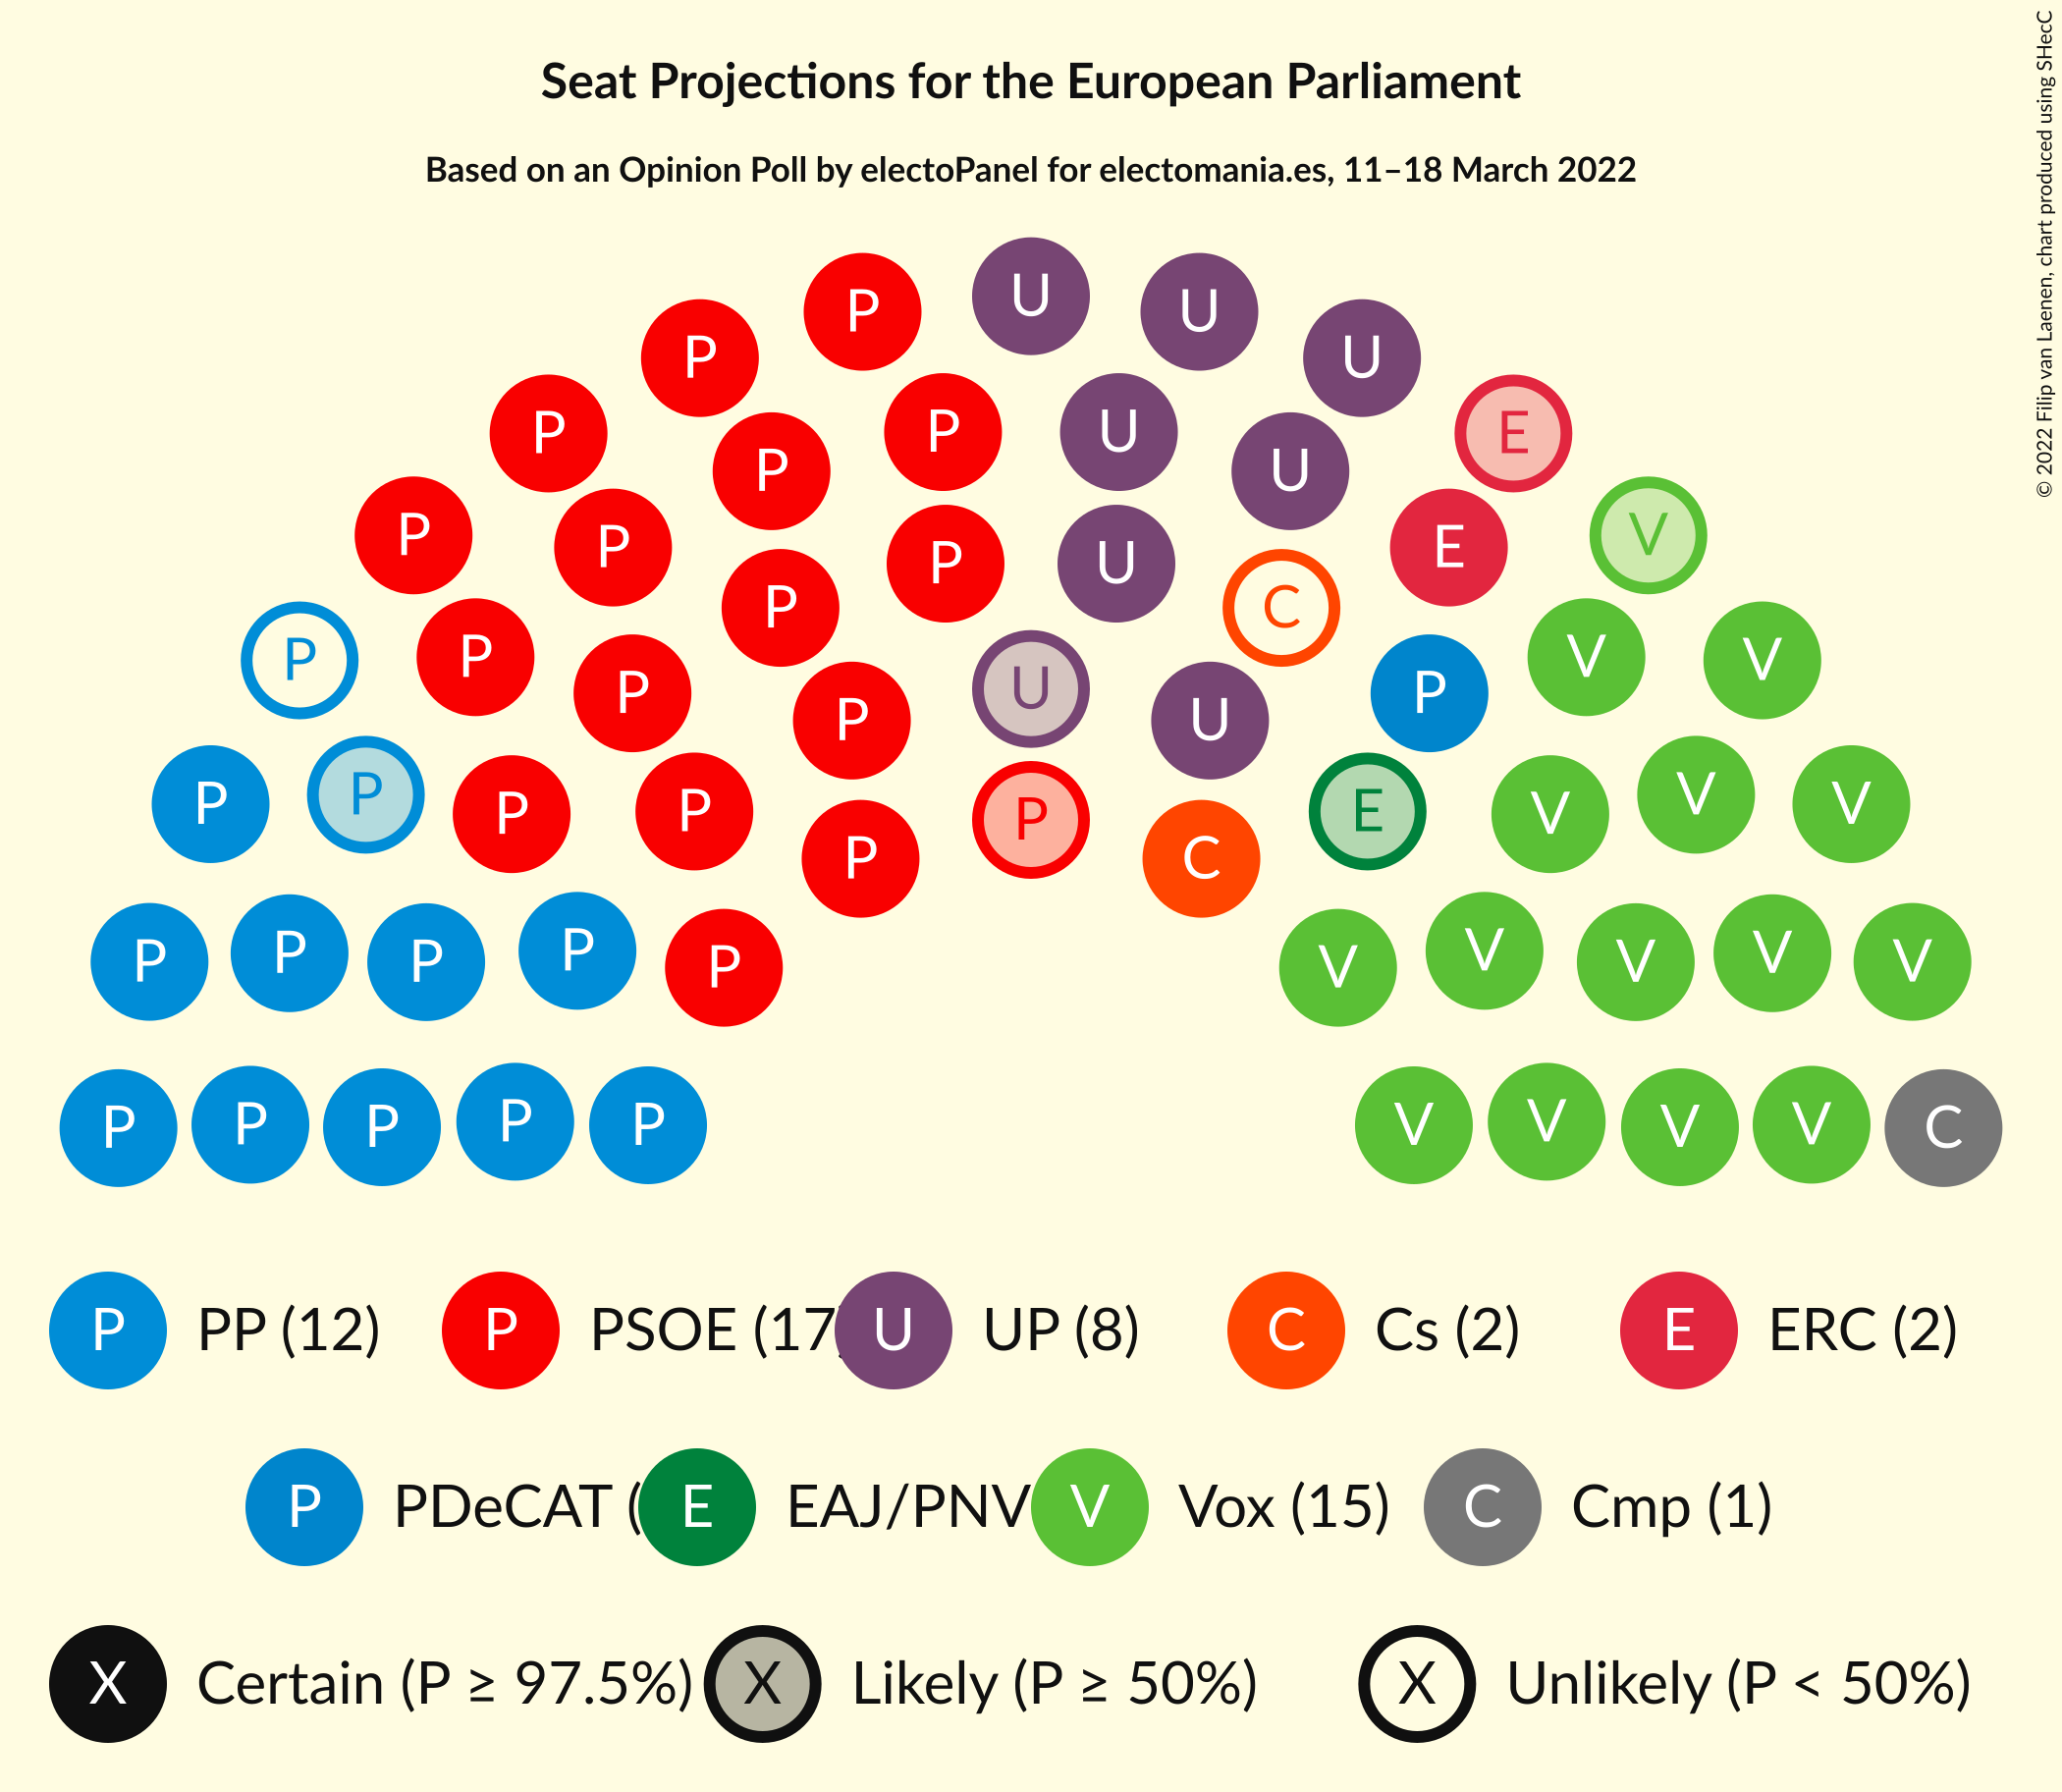 Seat Projections for the European Parliament
Based on an Opinion Poll by electoPanel for electomania.es, 11–18 March 2022
© 2022 Filip van Laenen, chart produced using SHecC
U
P U
P U
P P U E
P U
P P U
P E V
P P
P U C
P P V V
P P U
P U P
P P V V
P P E V
P P C
P P P P P V V V V V
P P P P P V V V V C
P PP (12) P PSOE (17 U UP (8) C Cs (2) E ERC (2)
P PDeCAT ( E EAJ/PNV V Vox (15) C Cmp (1)
X Certain (P ≥ 97.5%) X Likely (P ≥ 50%) X Unlikely (P < 50%)